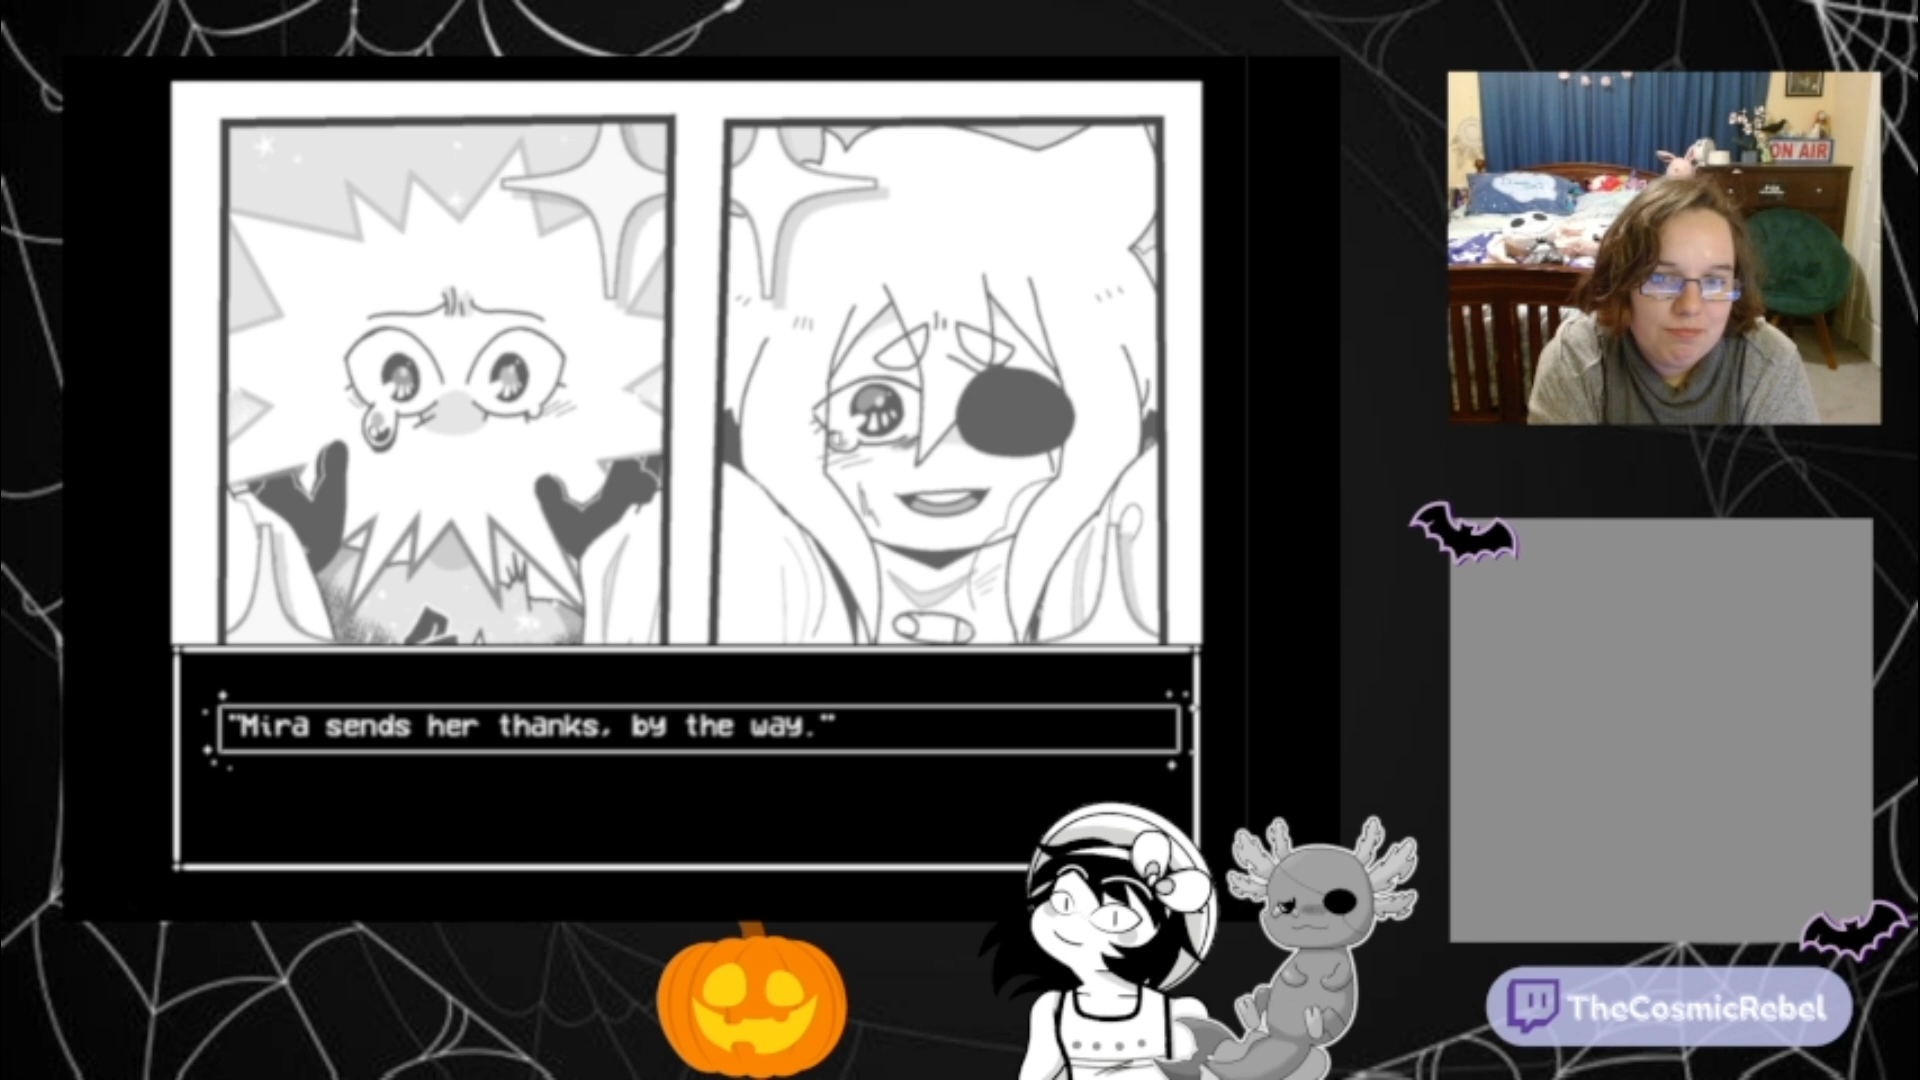 ON AIR
"Mira sends her thanks, by the way."
TheCosmicRebel